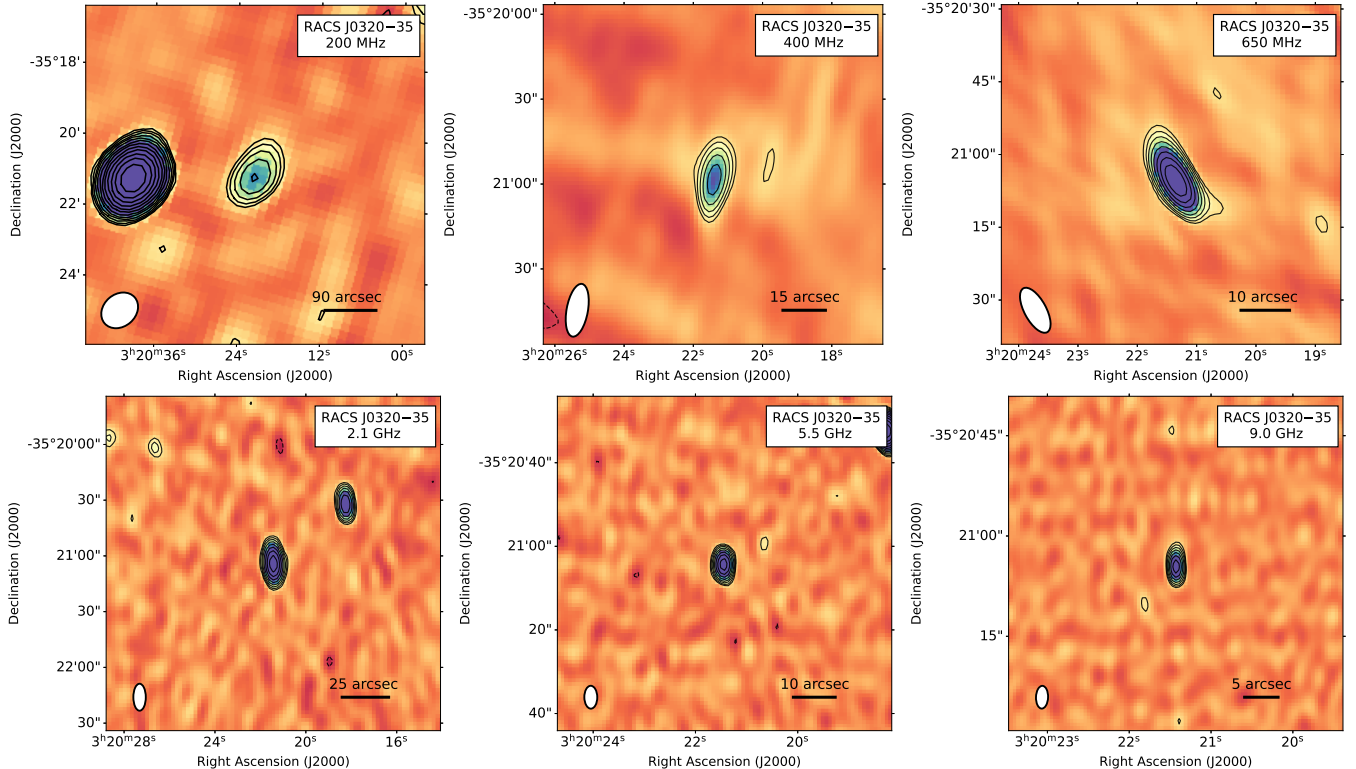 RACS J0320−35
200 MHz
-35°18'
20'
22'
24'
Declination (J2000)
90 arcsec
3ʰ20ᵐ36ˢ
24ˢ
12ˢ
00ˢ
Right Ascension (J2000)
RACS J0320−35
400 MHz
-35°20'00"
30"
21'00"
30"
Declination (J2000)
15 arcsec
3ʰ20ᵐ26ˢ
24ˢ
22ˢ
20ˢ
18ˢ
Right Ascension (J2000)
RACS J0320−35
650 MHz
-35°20'30"
45"
21'00"
15"
30"
Declination (J2000)
10 arcsec
3ʰ20ᵐ24ˢ
23ˢ
22ˢ
21ˢ
20ˢ
19ˢ
Right Ascension (J2000)
RACS J0320−35
2.1 GHz
-35°20'00"
30"
21'00"
30"
22'00"
30"
Declination (J2000)
25 arcsec
3ʰ20ᵐ28ˢ
24ˢ
20ˢ
16ˢ
Right Ascension (J2000)
RACS J0320−35
5.5 GHz
-35°20'40"
21'00"
20"
40"
Declination (J2000)
10 arcsec
3ʰ20ᵐ24ˢ
22ˢ
20ˢ
Right Ascension (J2000)
RACS J0320−35
9.0 GHz
-35°20'45"
21'00"
15"
Declination (J2000)
5 arcsec
3ʰ20ᵐ23ˢ
22ˢ
21ˢ
20ˢ
Right Ascension (J2000)